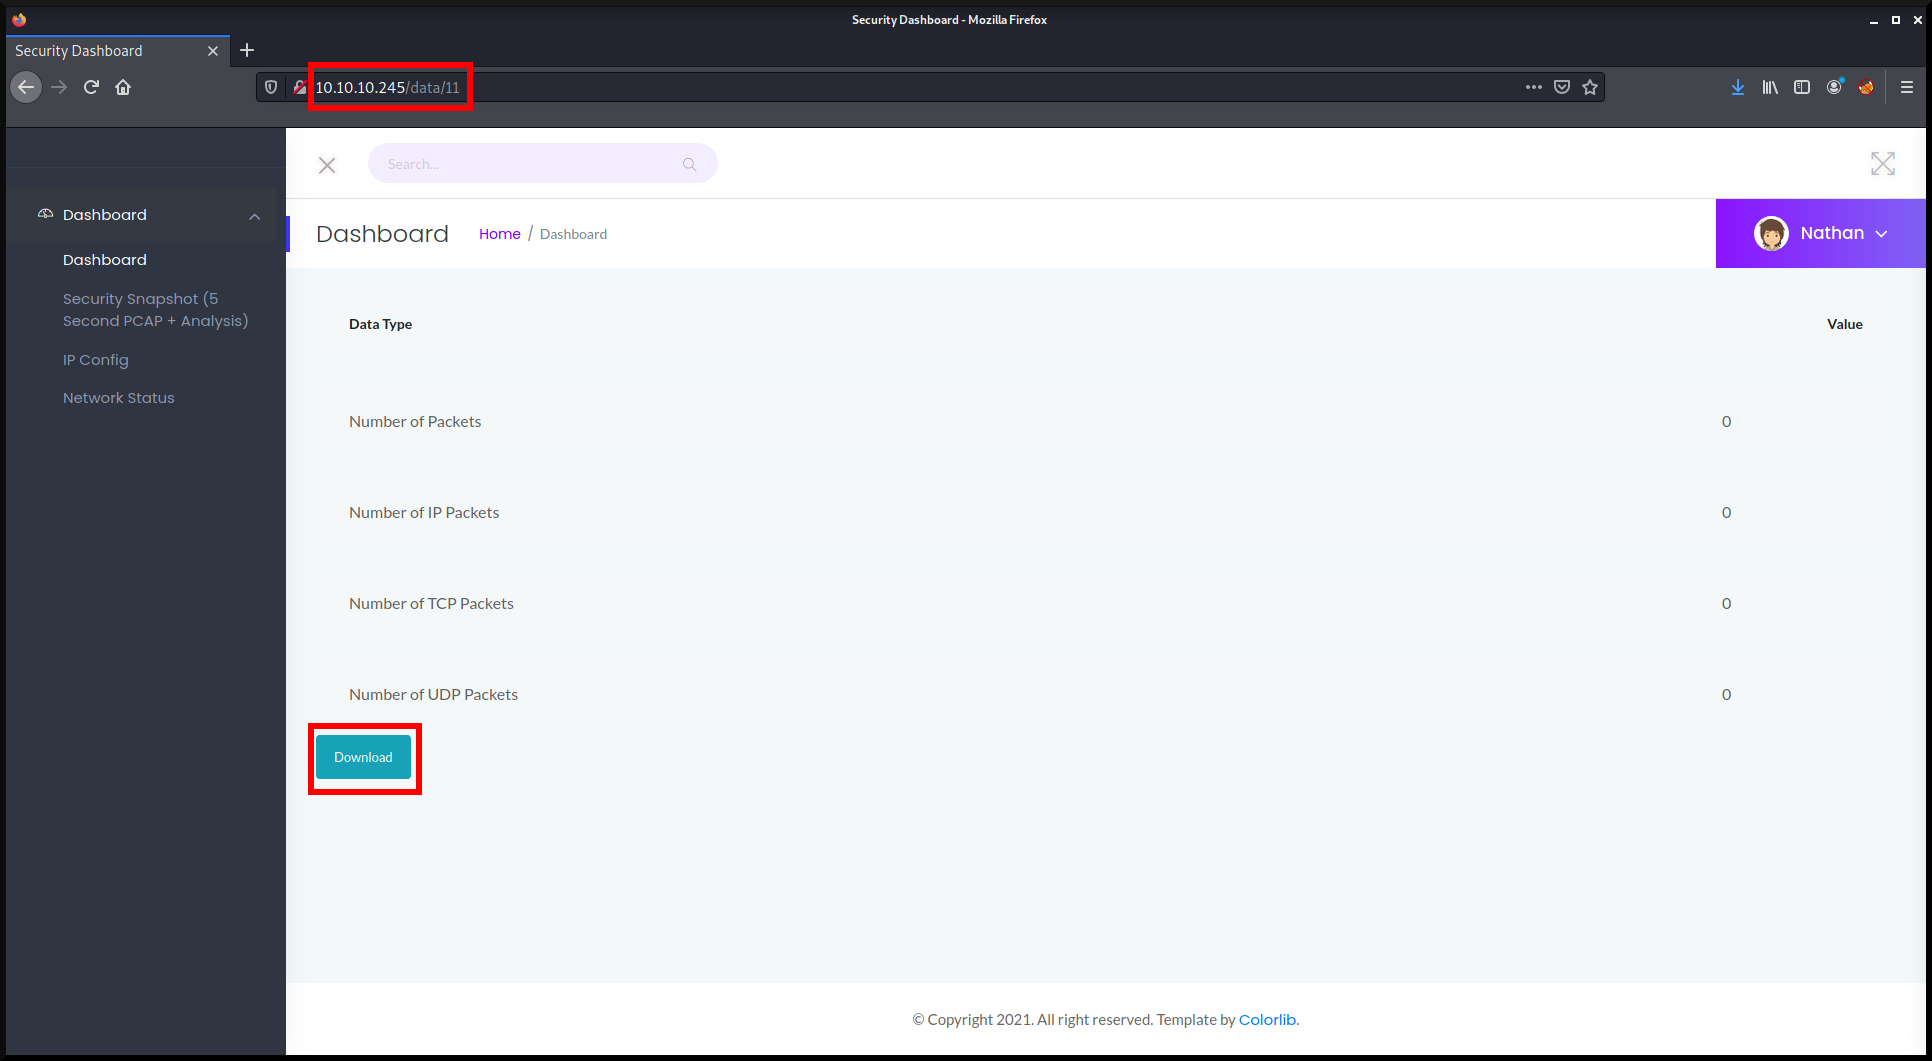 Security Dashboard - Mozilla Firefox
Security Dashboard
10.10.10.245/data/11
Search...
Dashboard
Dashboard
Security Snapshot (5
Second PCAP + Analysis)
IP Config
Network Status
Dashboard
Home / Dashboard
Nathan
Data Type Value
Number of Packets 0
Number of IP Packets 0
Number of TCP Packets 0
Number of UDP Packets 0
Download
© Copyright 2021. All right reserved. Template by Colorlib.